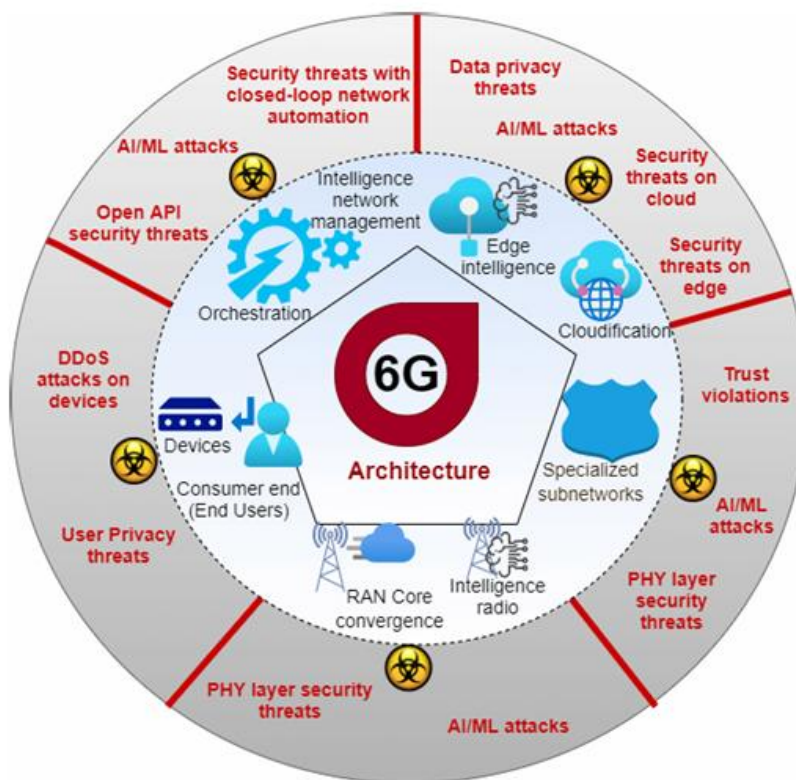 Security threats with
closed-loop network
automation
AI/ML attacks
Open API
security threats
Data privacy
threats
AI/ML attacks
Security
threats on
cloud
Security
threats on
edge
Intelligence
network
management
Edge
intelligence
Orchestration
Cloudification
6G
Architecture
DDoS
attacks on
devices
Devices
Consumer end
(End Users)
User Privacy
threats
Specialized
subnetworks
Trust
violations
AI/ML
attacks
PHY layer
security
threats
RAN Core
convergence
Intelligence
radio
PHY layer security
threats
AI/ML attacks